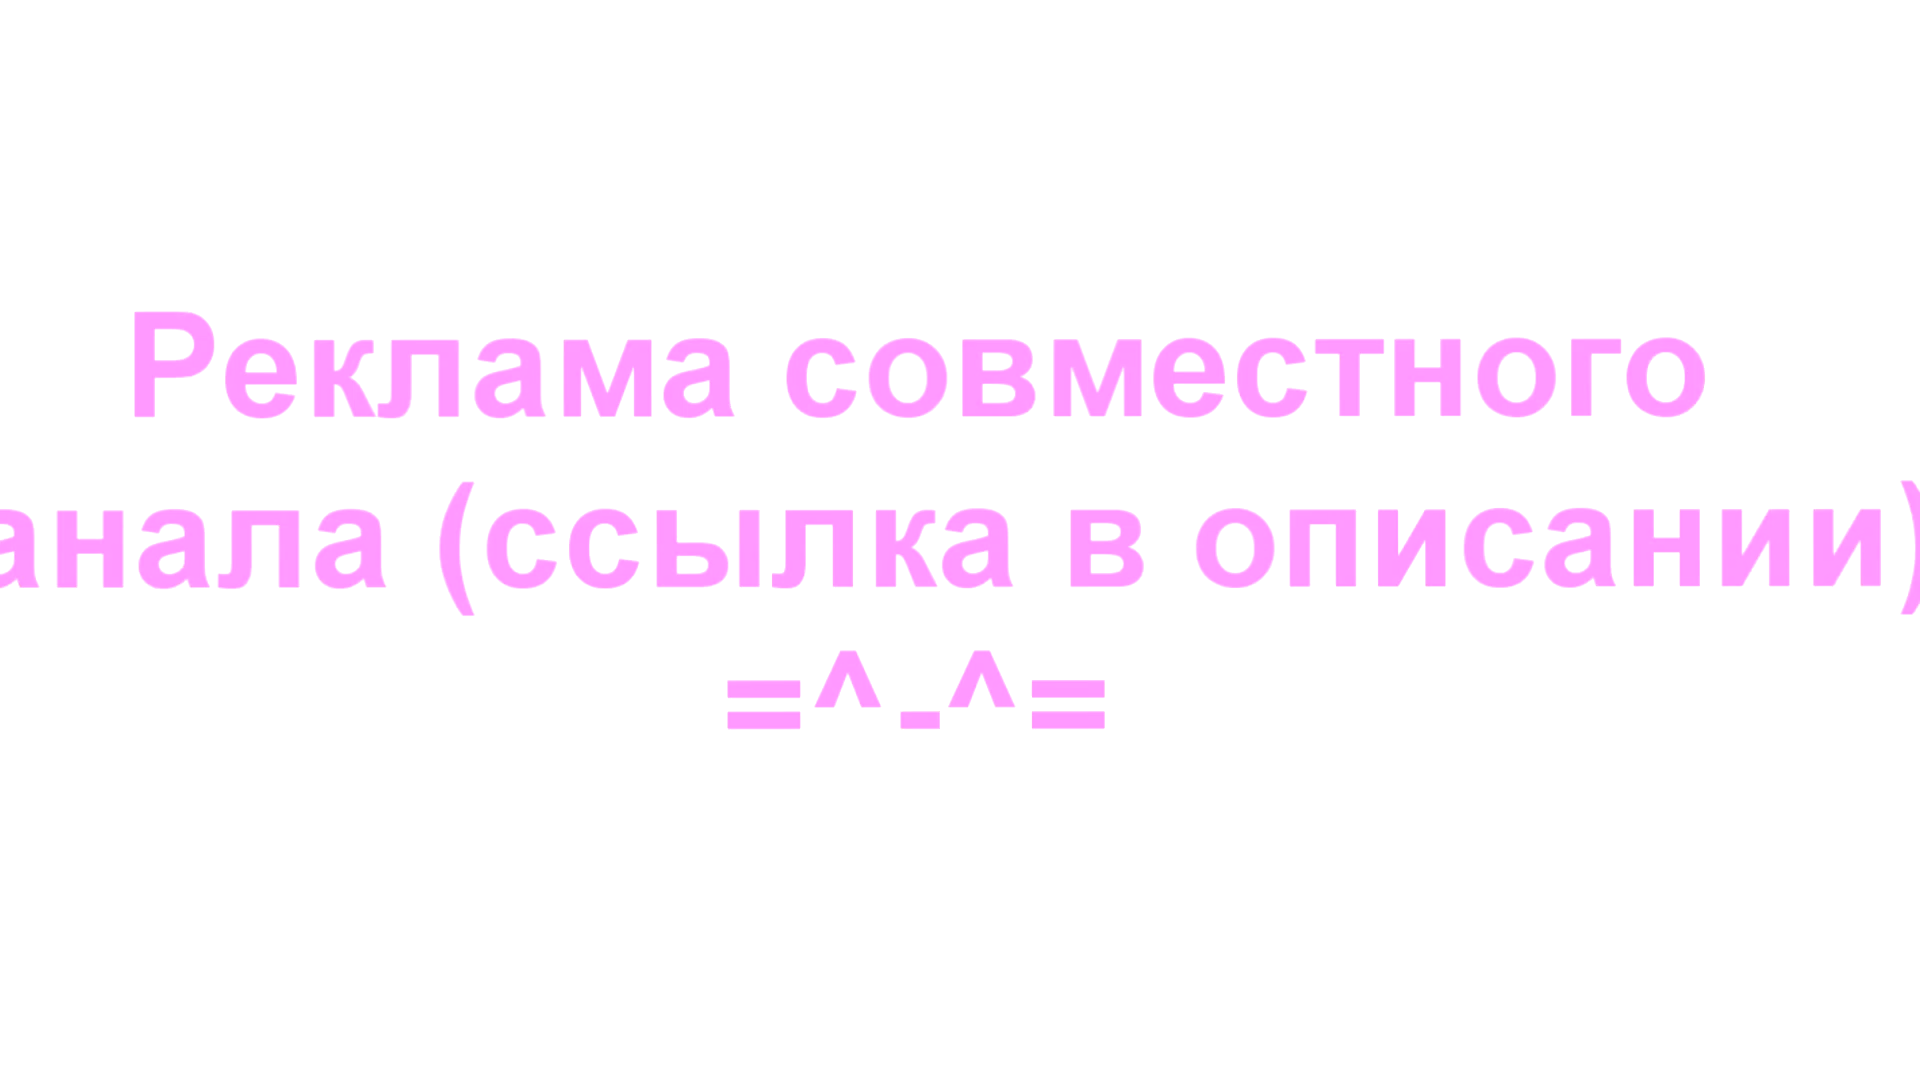 Реклама совместного
анала (ссылка в описании)
=^-^=